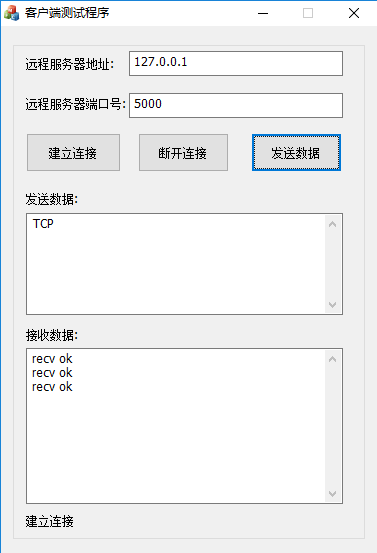 客户端测试程序
远程服务器地址: 127.0.0.1
远程服务器端口号: 5000
建立连接 断开连接 发送数据
发送数据:
TCP
接收数据:
recv ok
recv ok
recv ok
建立连接